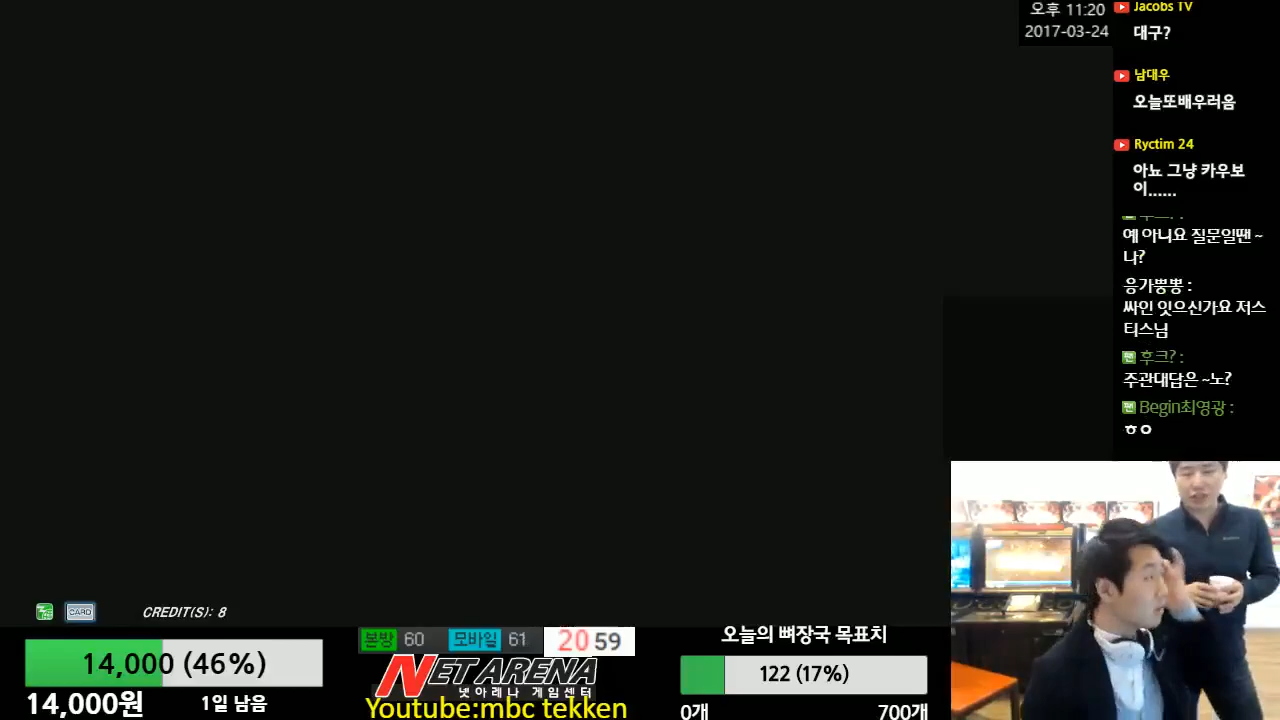 오후 11:20
2017-03-24
Jacobs TV
대구?
남대우
오늘또배우러옴
Ryctim 24
아뇨 그냥 카우보
이......
예 아니요 질문일땐 ~
나?
응가뿡뽕 :
싸인 잇으신가요 저스
티스님
팬 후크? :
주관대답은 ~노?
팬 Begin최영광 :
ㅎㅇ
CARD
CREDIT(S): 8
14,000 (46%)
14,000원
1일 남음
본방 60
모바일 61
20 59
NET ARENA
넷아레나 게임센터
Youtube:mbc tekken
오늘의 뼈장국 목표치
122 (17%)
0개
700개